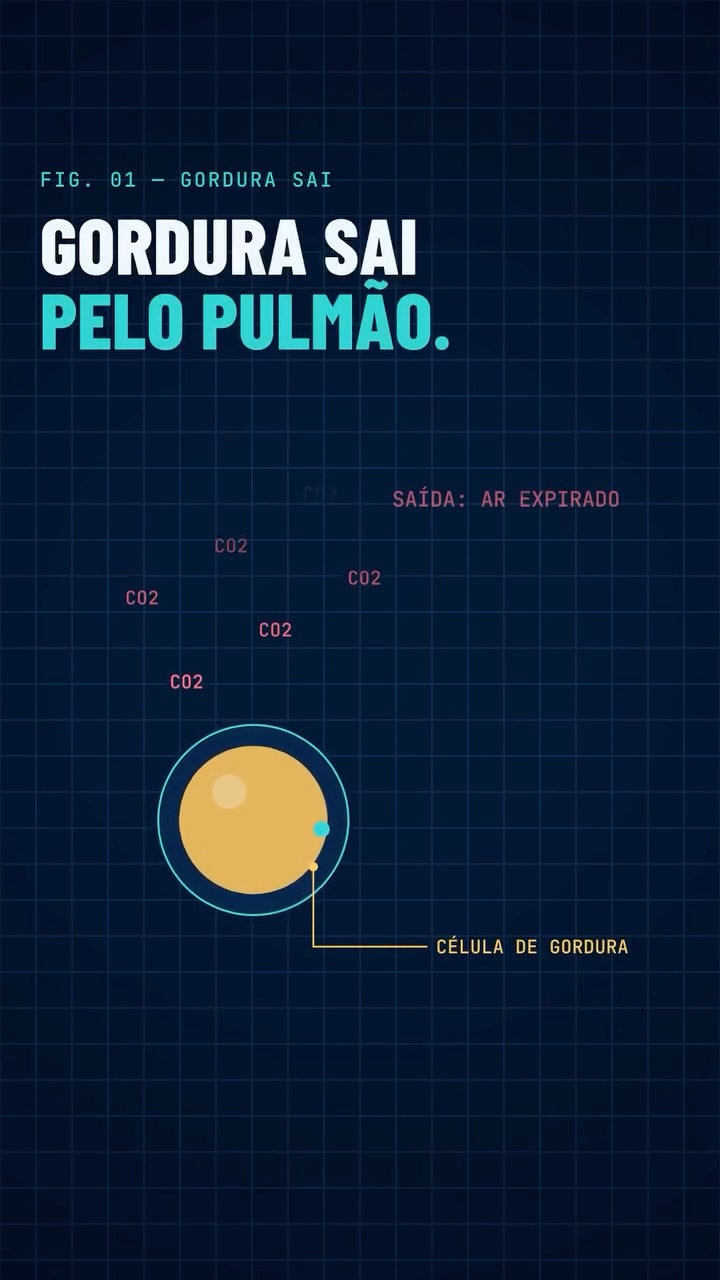 FIG. 01 — GORDURA SAI
GORDURA SAI
PELO PULMÃO.
CO2
SAÍDA: AR EXPIRADO
CO2
CO2
CO2
CO2
CO2
CÉLULA DE GORDURA